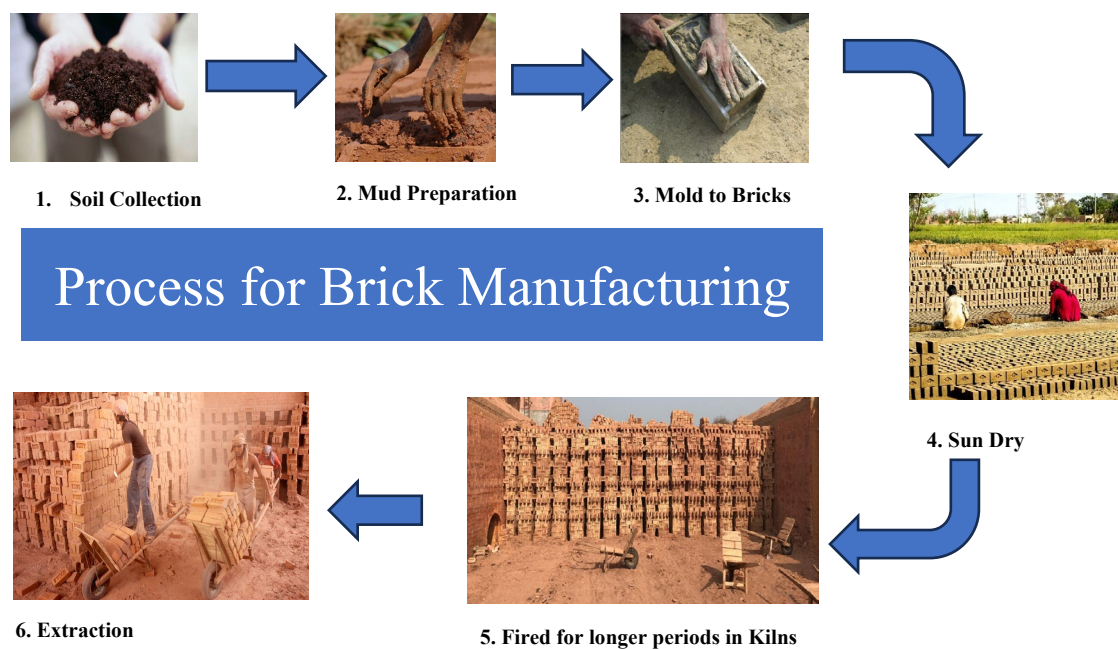 1. Soil Collection
2. Mud Preparation
3. Mold to Bricks
Process for Brick Manufacturing
4. Sun Dry
5. Fired for longer periods in Kilns
6. Extraction